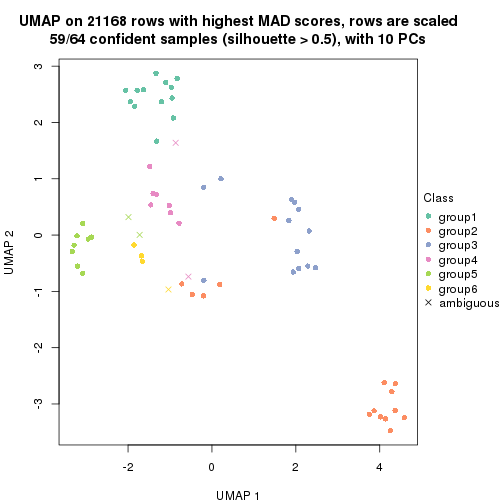 UMAP on 21168 rows with highest MAD scores, rows are scaled
59/64 confident samples (silhouette > 0.5), with 10 PCs
3
2
1
0
-1
-2
-3
UMAP 2
-2
0
2
4
UMAP 1
Class
group1
group2
group3
group4
group5
group6
ambiguous